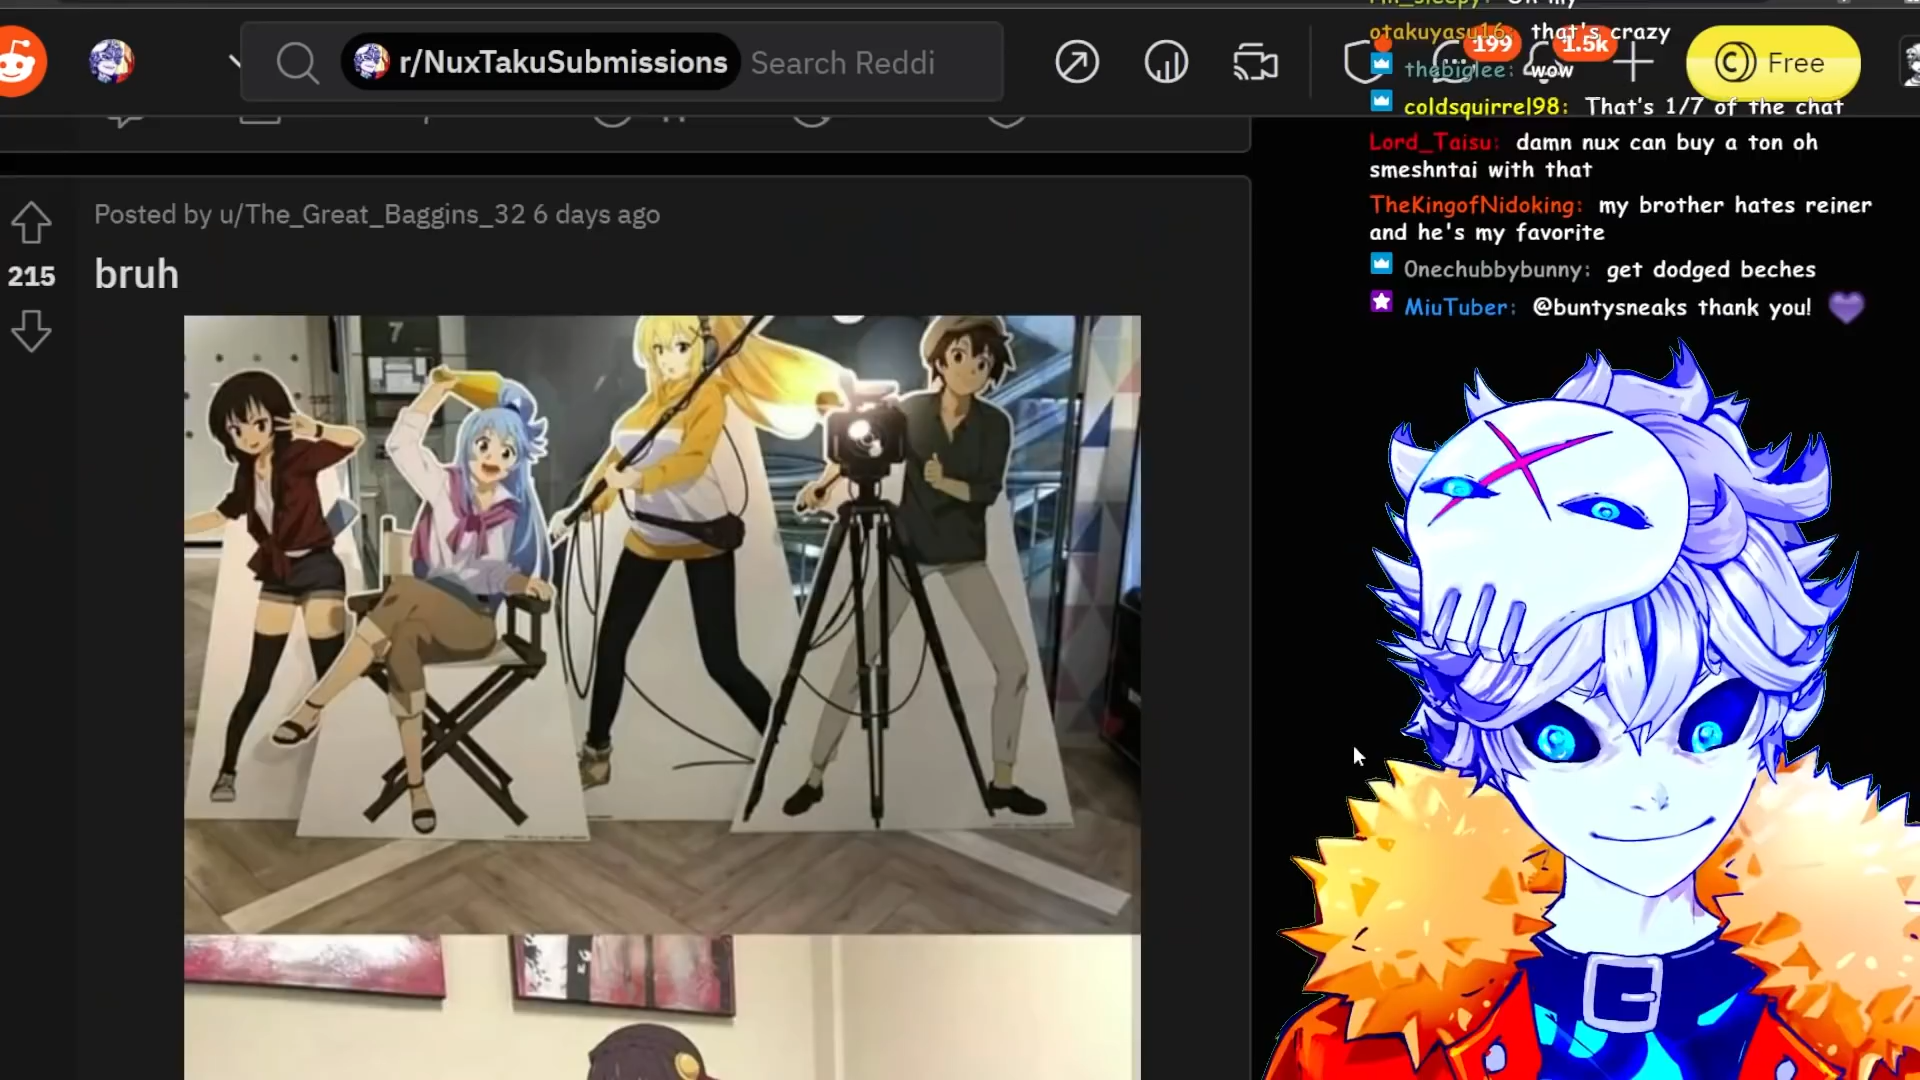 r/NuxTakuSubmissions
Search Reddi
199
1.5k
Free
Posted by u/The_Great_Baggins_32 6 days ago
215
bruh
7
otakuyasu16: that's crazy
thebiglee: wow
coldsquirrel98: That's 1/7 of the chat
Lord_Taisu: damn nux can buy a ton oh
smeshntai with that
TheKingofNidoking: my brother hates reiner
and he's my favorite
0nechubbybunny: get dodged beches
MiuTuber: @buntysneaks thank you!